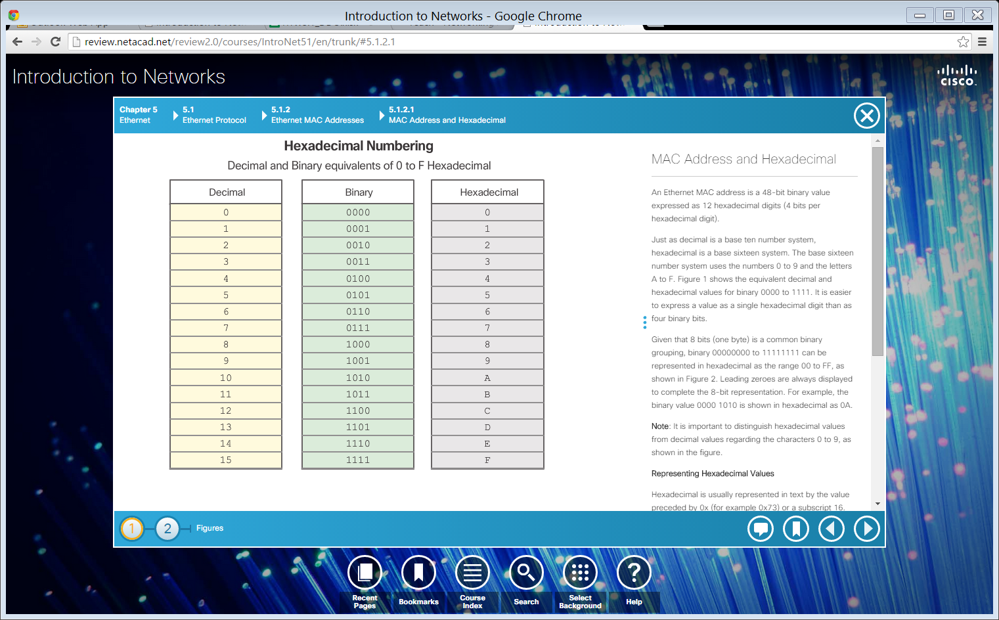 Introduction to Networks - Google Chrome
review.netacad.net/review2.0/courses/IntroNet51/en/trunk/#5.1.2.1
Introduction to Networks
CISCO
Chapter 5
Ethernet
5.1
Ethernet Protocol
5.1.2
Ethernet MAC Addresses
5.1.2.1
MAC Address and Hexadecimal
Hexadecimal Numbering
Decimal and Binary equivalents of 0 to F Hexadecimal
Decimal Binary Hexadecimal
0 0000 0
1 0001 1
2 0010 2
3 0011 3
4 0100 4
5 0101 5
6 0110 6
7 0111 7
8 1000 8
9 1001 9
10 1010 A
11 1011 B
12 1100 C
13 1101 D
14 1110 E
15 1111 F
MAC Address and Hexadecimal
An Ethernet MAC address is a 48-bit binary value
expressed as 12 hexadecimal digits (4 bits per
hexadecimal digit).
Just as decimal is a base ten number system,
hexadecimal is a base sixteen system. The base sixteen
number system uses the numbers 0 to 9 and the letters
A to F. Figure 1 shows the equivalent decimal and
hexadecimal values for binary 0000 to 1111. It is easier
to express a value as a single hexadecimal digit than as
four binary bits.
Given that 8 bits (one byte) is a common binary
grouping, binary 00000000 to 11111111 can be
represented in hexadecimal as the range 00 to FF, as
shown in Figure 2. Leading zeroes are always displayed
to complete the 8-bit representation. For example, the
binary value 0000 1010 is shown in hexadecimal as 0A.
Note: It is important to distinguish hexadecimal values
from decimal values regarding the characters 0 to 9, as
shown in the figure.
Representing Hexadecimal Values
Hexadecimal is usually represented in text by the value
preceded by 0x (for example 0x73) or a subscript 16.
1 2 Figures
Recent
Pages
Bookmarks
Course
Index
Search
Select
Background
? Help